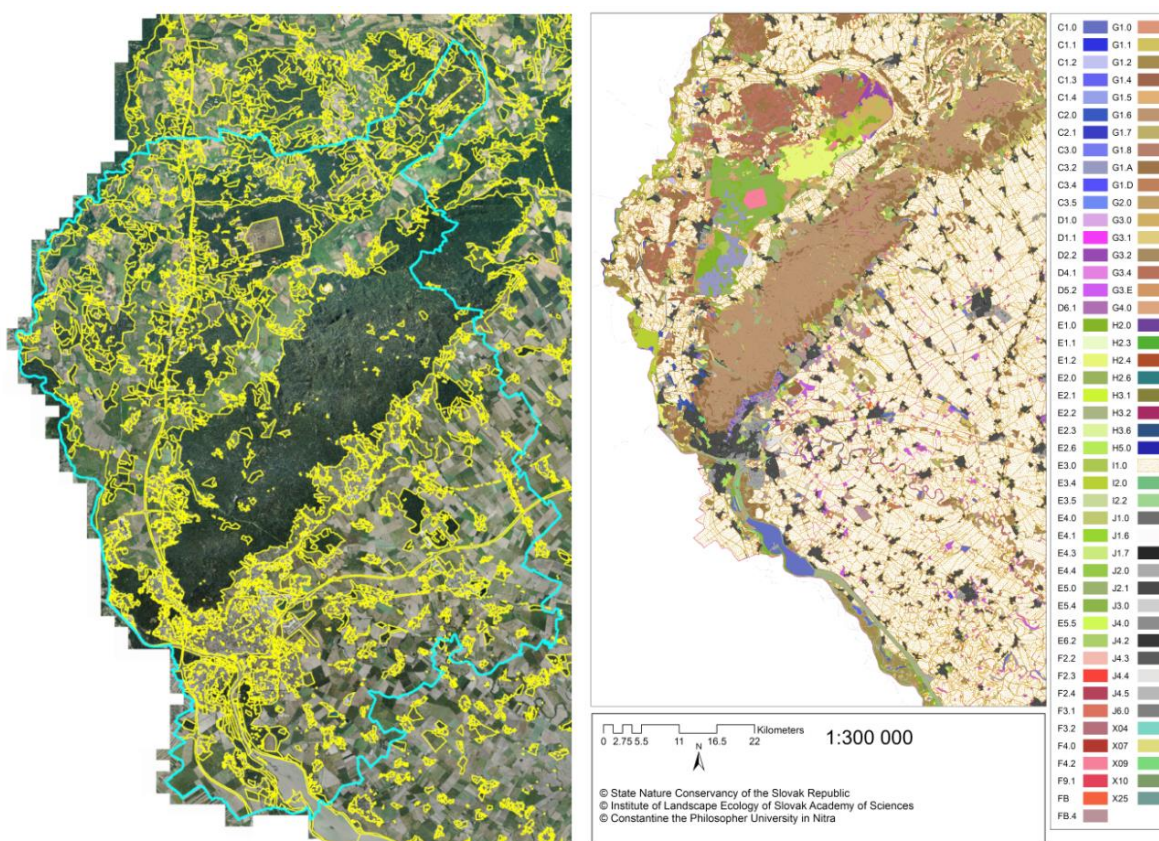 C1.0 G1.0
C1.1 G1.1
C1.2 G1.2
C1.3 G1.4
C1.4 G1.5
C2.0 G1.6
C2.1 G1.7
C3.0 G1.8
C3.2 G1.A
C3.4 G1.D
C3.5 G2.0
D1.0 G3.0
D1.1 G3.1
D2.2 G3.2
D4.1 G3.4
D5.2 G3.E
D6.1 G4.0
E1.0 H2.0
E1.1 H2.3
E1.2 H2.4
E2.0 H2.6
E2.1 H3.1
E2.2 H3.2
E2.3 H3.6
E2.6 H5.0
E3.0 I1.0
E3.4 I2.0
E3.5 I2.2
E4.0 J1.0
E4.1 J1.6
E4.3 J1.7
E4.4 J2.0
E5.0 J2.1
E5.4 J3.0
E5.5 J4.0
E6.2 J4.2
F2.2 J4.3
F2.3 J4.4
F2.4 J4.5
F3.1 J6.0
F3.2 X04
F4.0 X07
F4.2 X09
F9.1 X10
FB X25
FB.4
Kilometers
0 2.75 5.5 11 16.5 22
1:300 000
N
© State Nature Conservancy of the Slovak Republic
© Institute of Landscape Ecology of Slovak Academy of Sciences
© Constantine the Philosopher University in Nitra